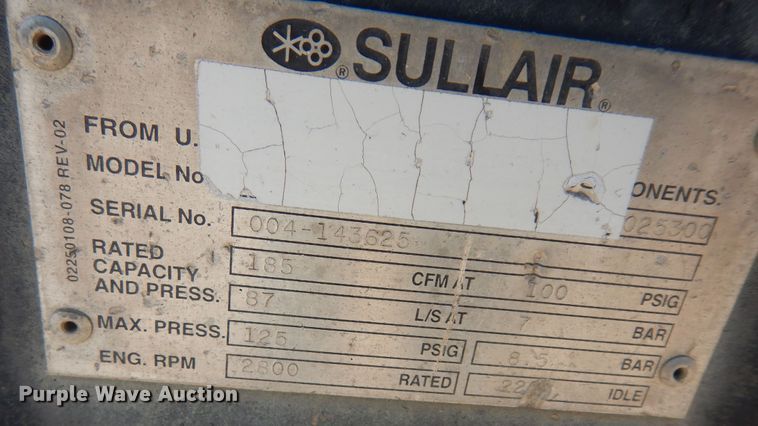 SULLAIR
FROM U. ONENTS.
MODEL No 025300
SERIAL No. 004-143625
RATED CAPACITY AND PRESS.
185 CFM AT 100 PSIG
87 L/S AT 7 BAR
MAX. PRESS. 125 PSIG 8.5 BAR
ENG. RPM 2800 RATED IDLE
02250108-078 REV-02
Purple Wave Auction